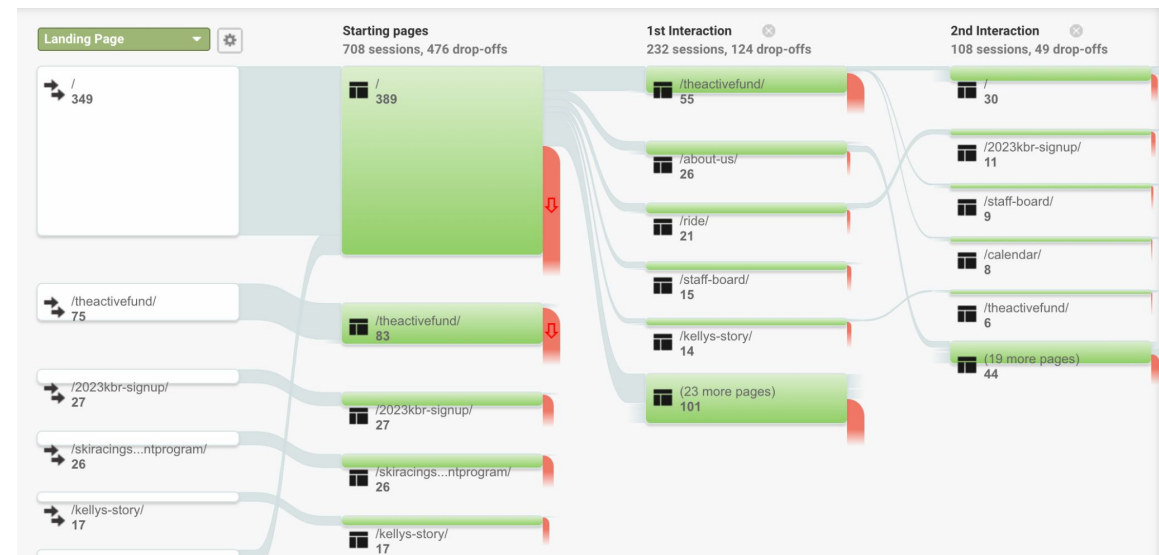 Landing Page
Starting pages
708 sessions, 476 drop-offs
1st Interaction
232 sessions, 124 drop-offs
2nd Interaction
108 sessions, 49 drop-offs
/
349
/theactivefund/
75
/2023kbr-signup/
27
/skiracings...ntprogram/
26
/kellys-story/
17
/
389
/theactivefund/
83
/2023kbr-signup/
27
/skiracings...ntprogram/
26
/kellys-story/
17
/theactivefund/
55
/about-us/
26
/ride/
21
/staff-board/
15
/kellys-story/
14
(23 more pages)
101
/
30
/2023kbr-signup/
11
/staff-board/
9
/calendar/
8
/theactivefund/
6
(19 more pages)
44